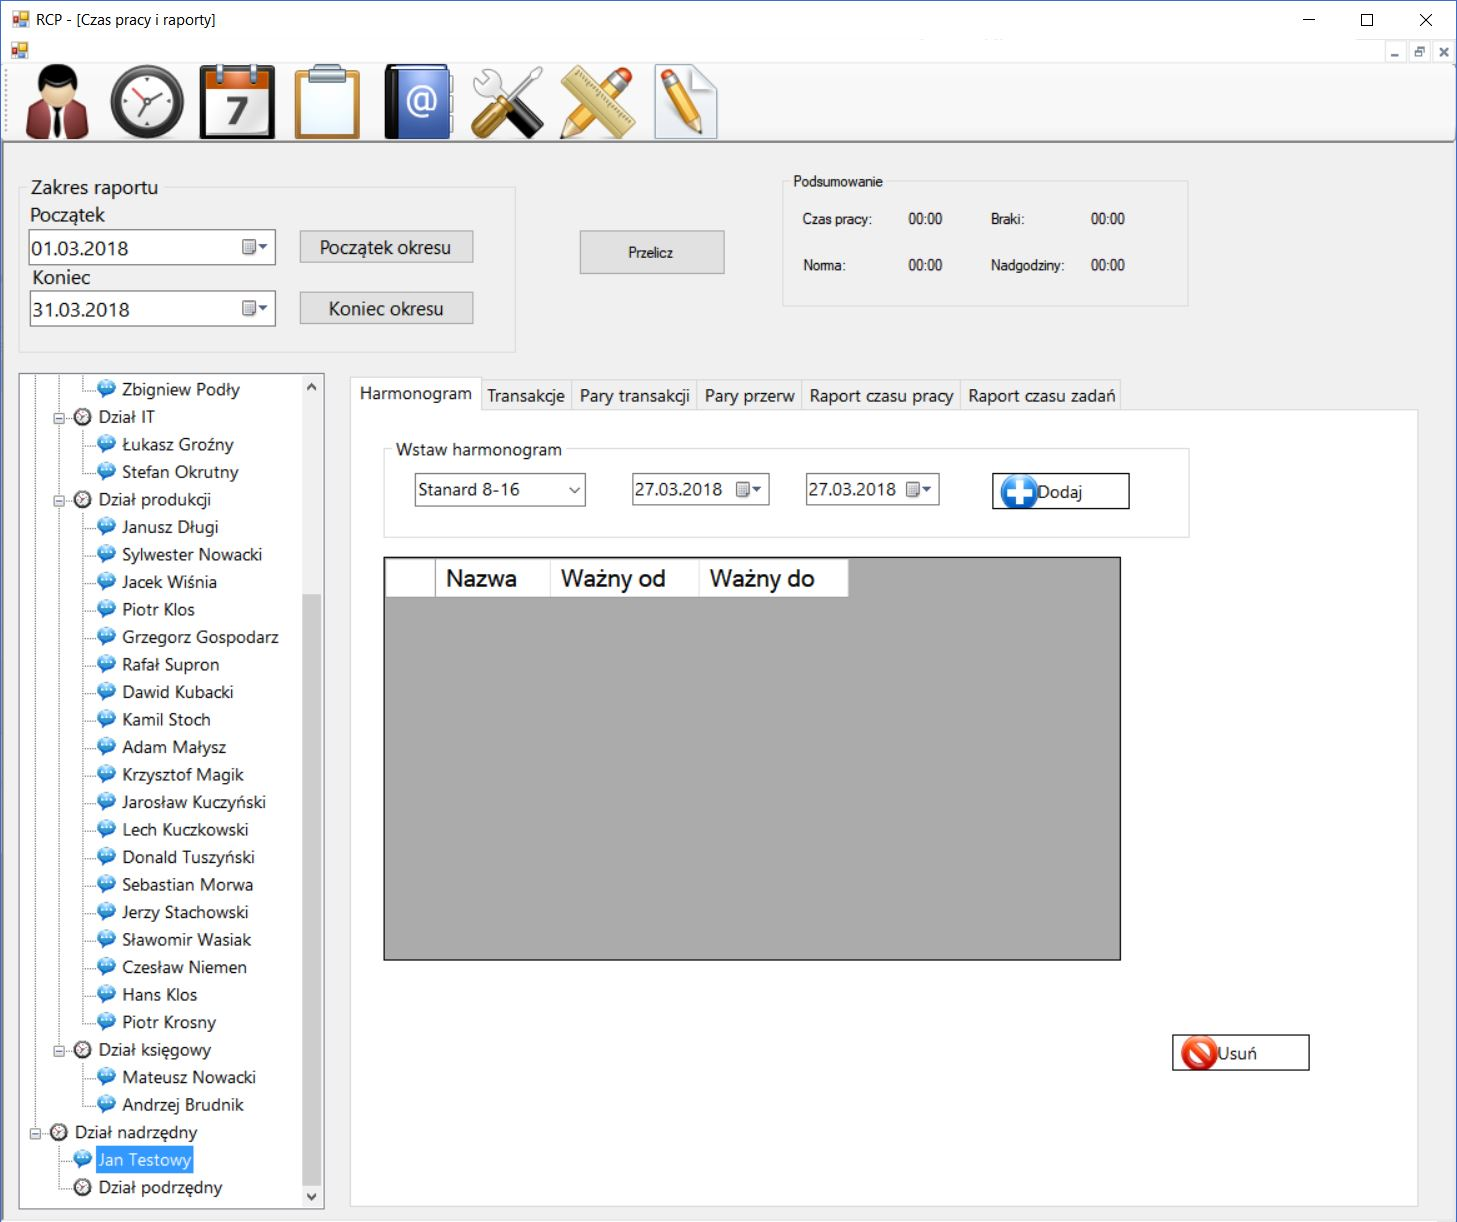 RCP - [Czas pracy i raporty]
7
@
Zakres raportu
Początek
01.03.2018
Początek okresu
Koniec
31.03.2018
Koniec okresu
Przelicz
Podsumowanie
Czas pracy: 00:00 Braki: 00:00
Norma: 00:00 Nadgodziny: 00:00
Zbigniew Podły
Dział IT
Łukasz Groźny
Stefan Okrutny
Dział produkcji
Janusz Długi
Sylwester Nowacki
Jacek Wiśnia
Piotr Klos
Grzegorz Gospodarz
Rafał Supron
Dawid Kubacki
Kamil Stoch
Adam Małysz
Krzysztof Magik
Jarosław Kuczyński
Lech Kuczkowski
Donald Tuszyński
Sebastian Morwa
Jerzy Stachowski
Sławomir Wasiak
Czesław Niemen
Hans Klos
Piotr Krosny
Dział księgowy
Mateusz Nowacki
Andrzej Brudnik
Dział nadrzędny
Jan Testowy
Dział podrzędny
Harmonogram Transakcje Pary transakcji Pary przerw Raport czasu pracy Raport czasu zadań
Wstaw harmonogram
Stanard 8-16 27.03.2018 27.03.2018 Dodaj
Nazwa Ważny od Ważny do
Usuń